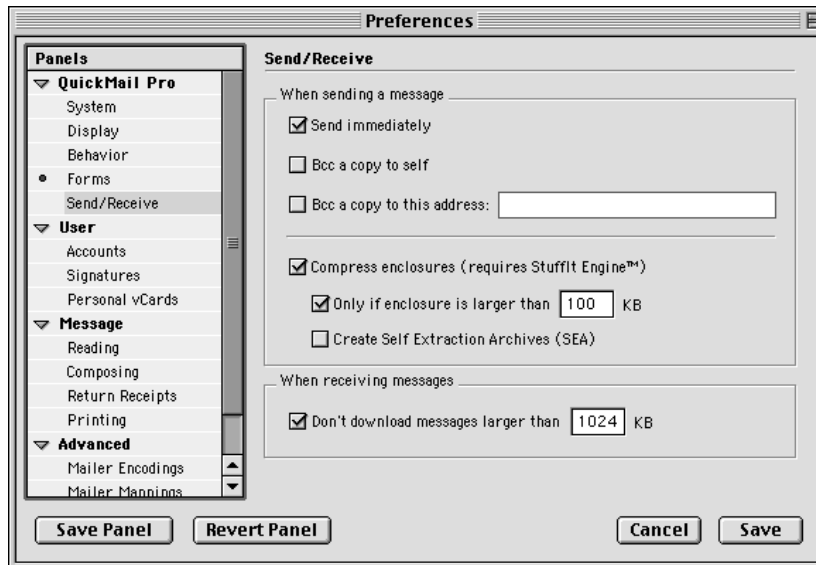 Preferences
Panels
QuickMail Pro
System
Display
Behavior
Forms
Send/Receive
User
Accounts
Signatures
Personal vCards
Message
Reading
Composing
Return Receipts
Printing
Advanced
Mailer Encodings
Mailer Mappings
Send/Receive
When sending a message
Send immediately
Bcc a copy to self
Bcc a copy to this address:
Compress enclosures (requires StuffIt Engine™)
Only if enclosure is larger than 100 KB
Create Self Extraction Archives (SEA)
When receiving messages
Don't download messages larger than 1024 KB
Save Panel Revert Panel Cancel Save